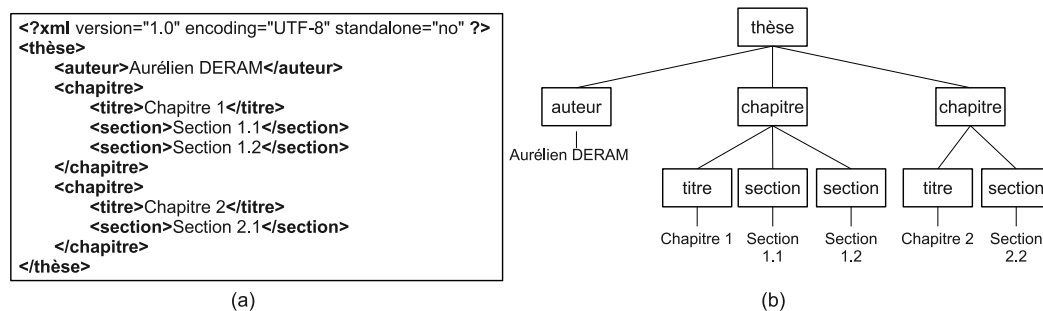 <?xml version="1.0" encoding="UTF-8" standalone="no" ?>
<thèse>
<auteur>Aurélien DERAM</auteur>
<chapitre>
<titre>Chapitre 1</titre>
<section>Section 1.1</section>
<section>Section 1.2</section>
</chapitre>
<chapitre>
<titre>Chapitre 2</titre>
<section>Section 2.1</section>
</chapitre>
</thèse>
(a)
thèse
auteur chapitre chapitre
Aurélien DERAM
titre section section titre section
Chapitre 1 Section Section Chapitre 2 Section
1.1 1.2 2.2
(b)